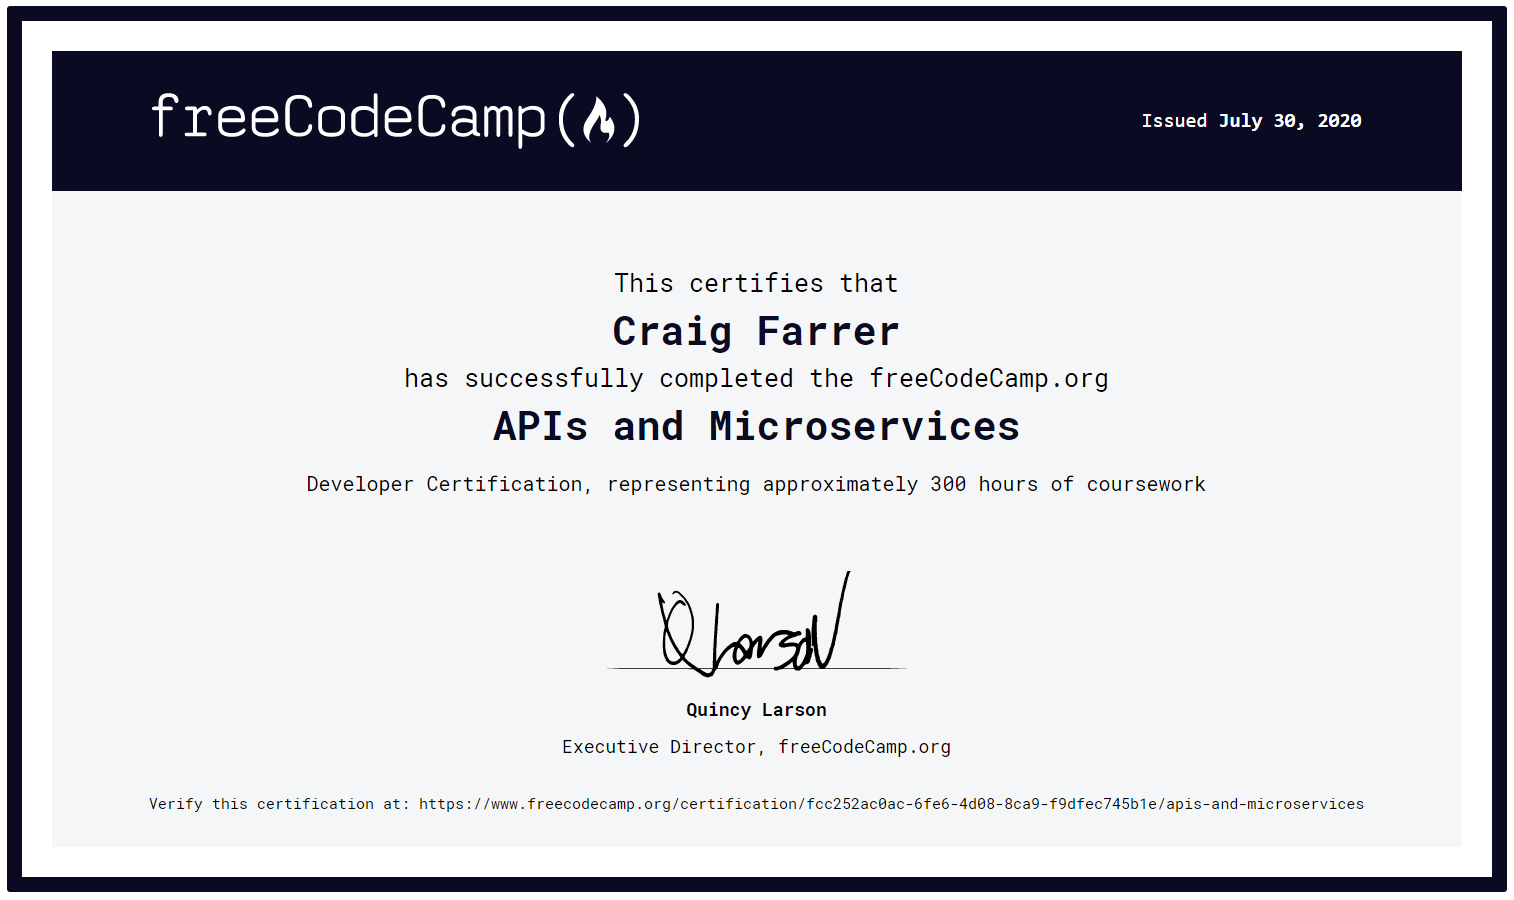 freeCodeCamp
Issued July 30, 2020
This certifies that
Craig Farrer
has successfully completed the freeCodeCamp.org
APIs and Microservices
Developer Certification, representing approximately 300 hours of coursework
Q Larson
Quincy Larson
Executive Director, freeCodeCamp.org
Verify this certification at: https://www.freecodecamp.org/certification/fcc252ac0ac-6fe6-4d08-8ca9-f9dfec745b1e/apis-and-microservices